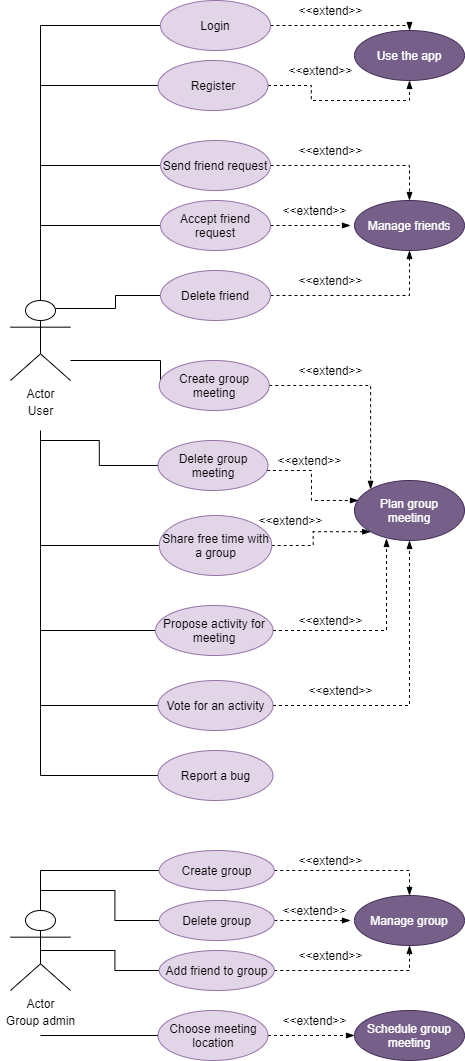 <<extend>>
Login
Use the app
<<extend>>
Register
<<extend>>
Send friend request
<<extend>>
Accept friend
request
Manage friends
<<extend>>
Delete friend
<<extend>>
Create group
meeting
Actor
User
Delete group
meeting
<<extend>>
Plan group
meeting
<<extend>>
Share free time with
a group
<<extend>>
Propose activity for
meeting
<<extend>>
Vote for an activity
Report a bug
<<extend>>
Create group
<<extend>>
Delete group
Manage group
<<extend>>
Add friend to group
Actor
Group admin
<<extend>>
Choose meeting
location
Schedule group
meeting